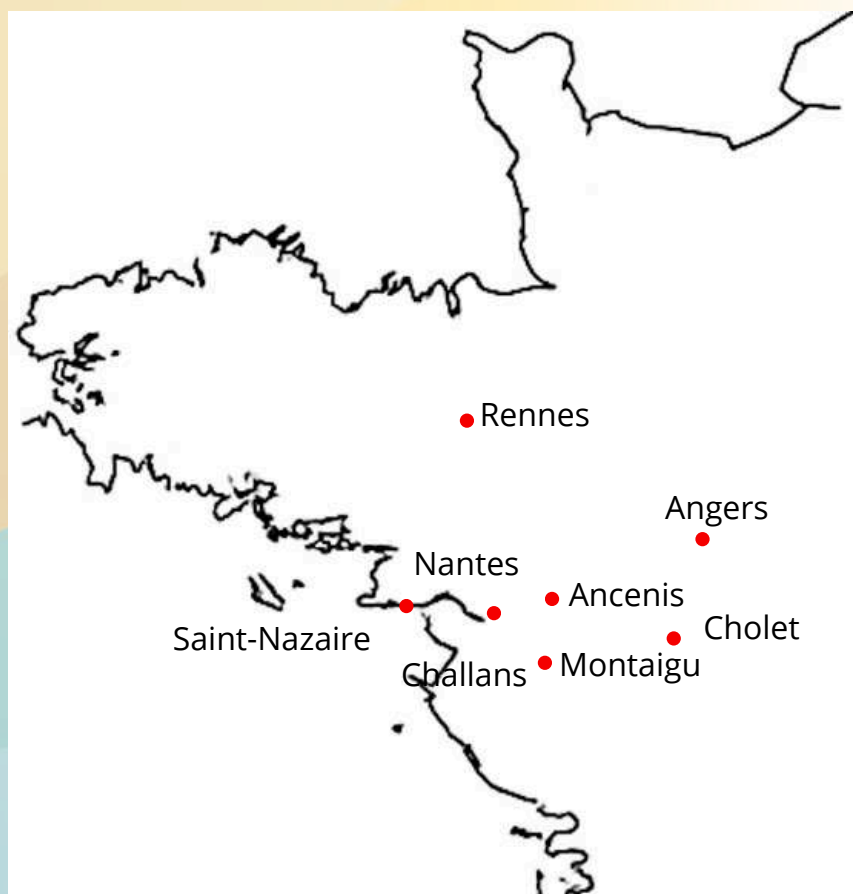 Rennes
Angers
Nantes
Ancenis
Saint-Nazaire
Cholet
Challans
Montaigu